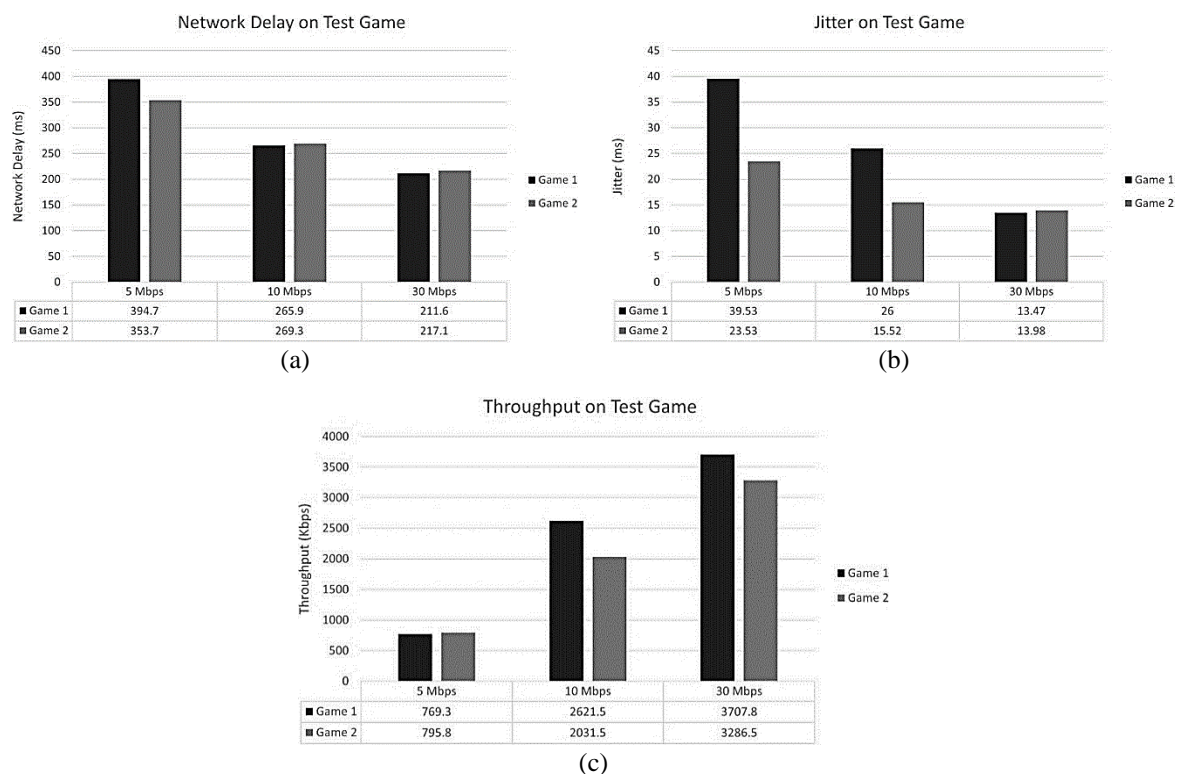 Network Delay on Test Game
Network Delay (ms)
450
400
350
300
250
200
150
100
50
0
Game 1
Game 2
5 Mbps 10 Mbps 30 Mbps
Game 1 394.7 265.9 211.6
Game 2 353.7 269.3 217.1
(a)
Jitter on Test Game
Jitter (ms)
45
40
35
30
25
20
15
10
5
0
Game 1
Game 2
5 Mbps 10 Mbps 30 Mbps
Game 1 39.53 26 13.47
Game 2 23.53 15.52 13.98
(b)
Throughput on Test Game
Throughput (Kbps)
4000
3500
3000
2500
2000
1500
1000
500
0
Game 1
Game 2
5 Mbps 10 Mbps 30 Mbps
Game 1 769.3 2621.5 3707.8
Game 2 795.8 2031.5 3286.5
(c)